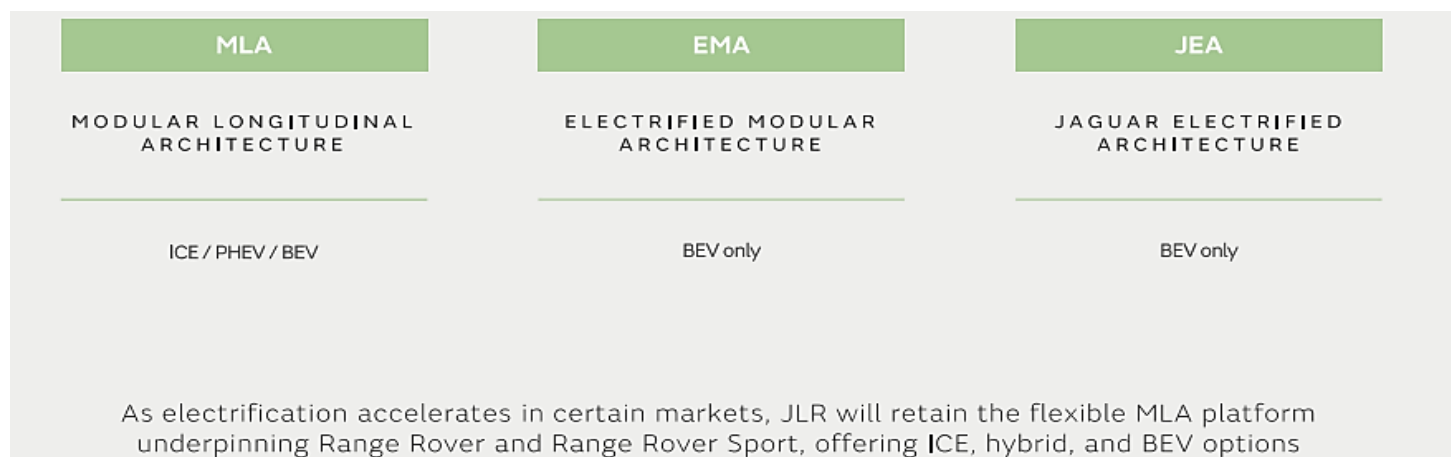 MLA
EMA
JEA
MODULAR LONGITUDINAL
ARCHITECTURE
ELECTRIFIED MODULAR
ARCHITECTURE
JAGUAR ELECTRIFIED
ARCHITECTURE
ICE / PHEV / BEV
BEV only
BEV only
As electrification accelerates in certain markets, JLR will retain the flexible MLA platform
underpinning Range Rover and Range Rover Sport, offering ICE, hybrid, and BEV options